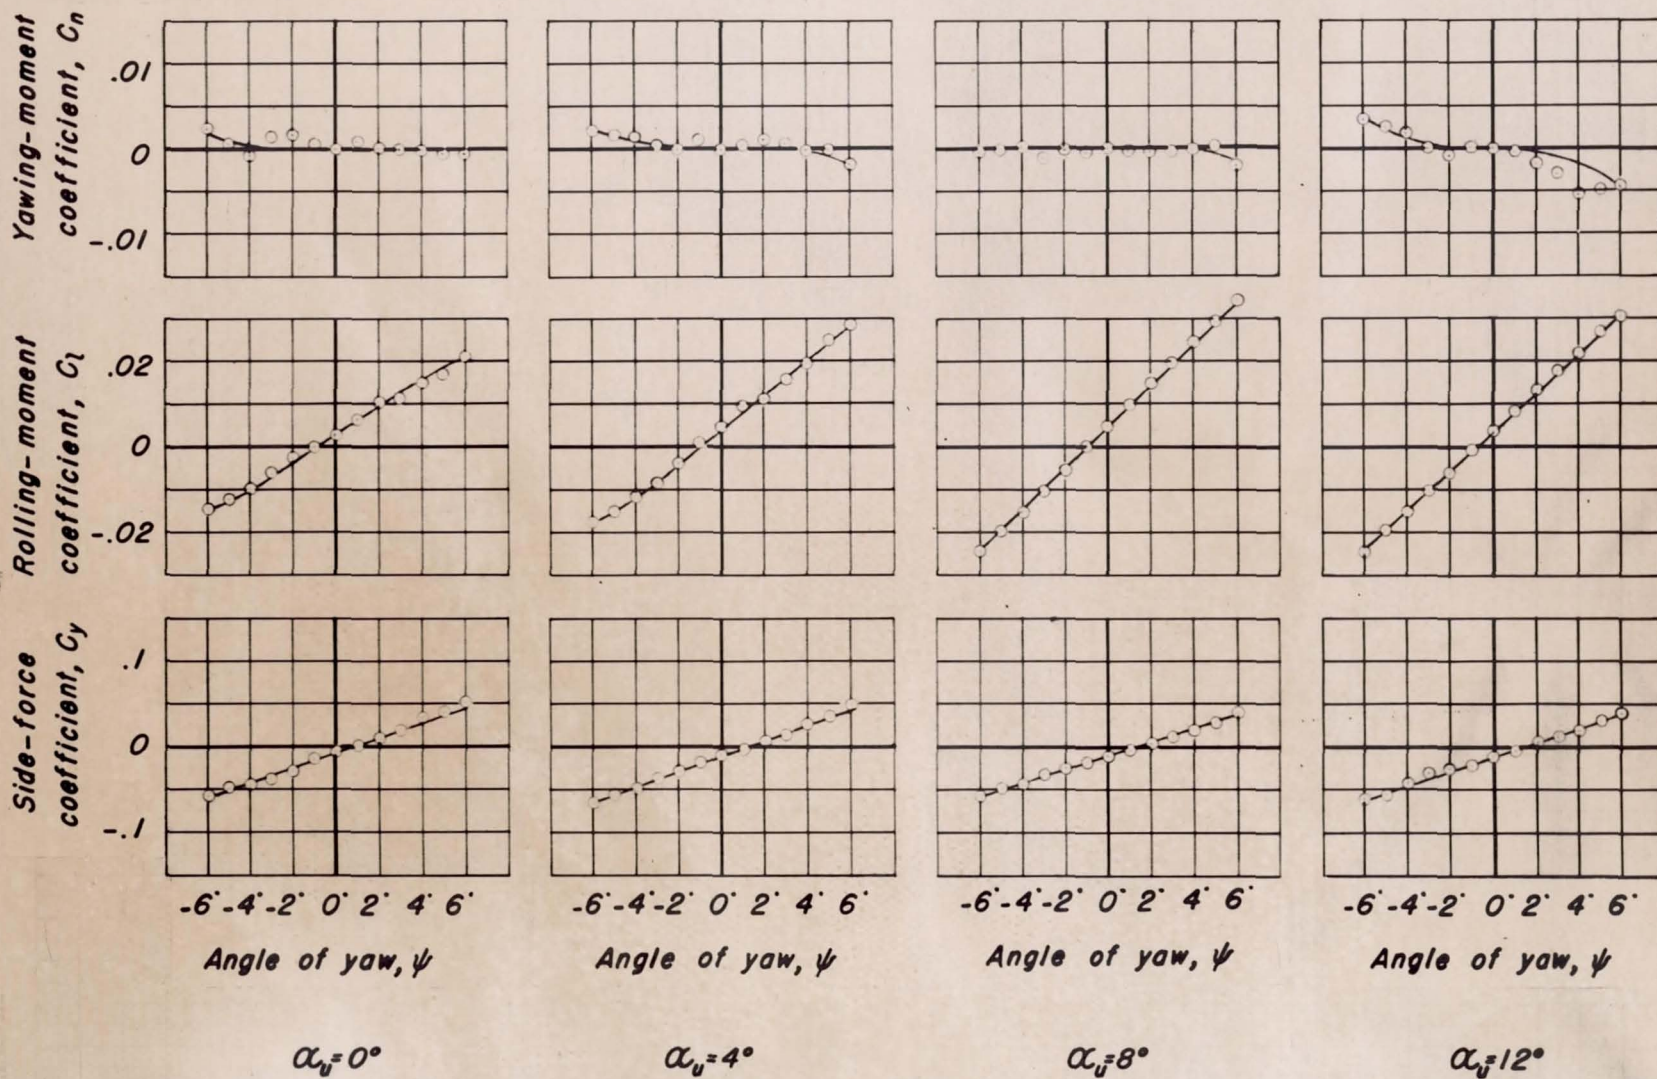 Yawing-moment
coefficient, Cn
.01
0
-.01
Rolling-moment
coefficient, Cl
.02
0
-.02
Side-force
coefficient, Cy
.1
0
-.1
-6° -4° -2° 0° 2° 4° 6°
-6° -4° -2° 0° 2° 4° 6°
-6° -4° -2° 0° 2° 4° 6°
-6° -4° -2° 0° 2° 4° 6°
Angle of yaw, ψ
Angle of yaw, ψ
Angle of yaw, ψ
Angle of yaw, ψ
αu=0°
αu=4°
αu=8°
αu=12°